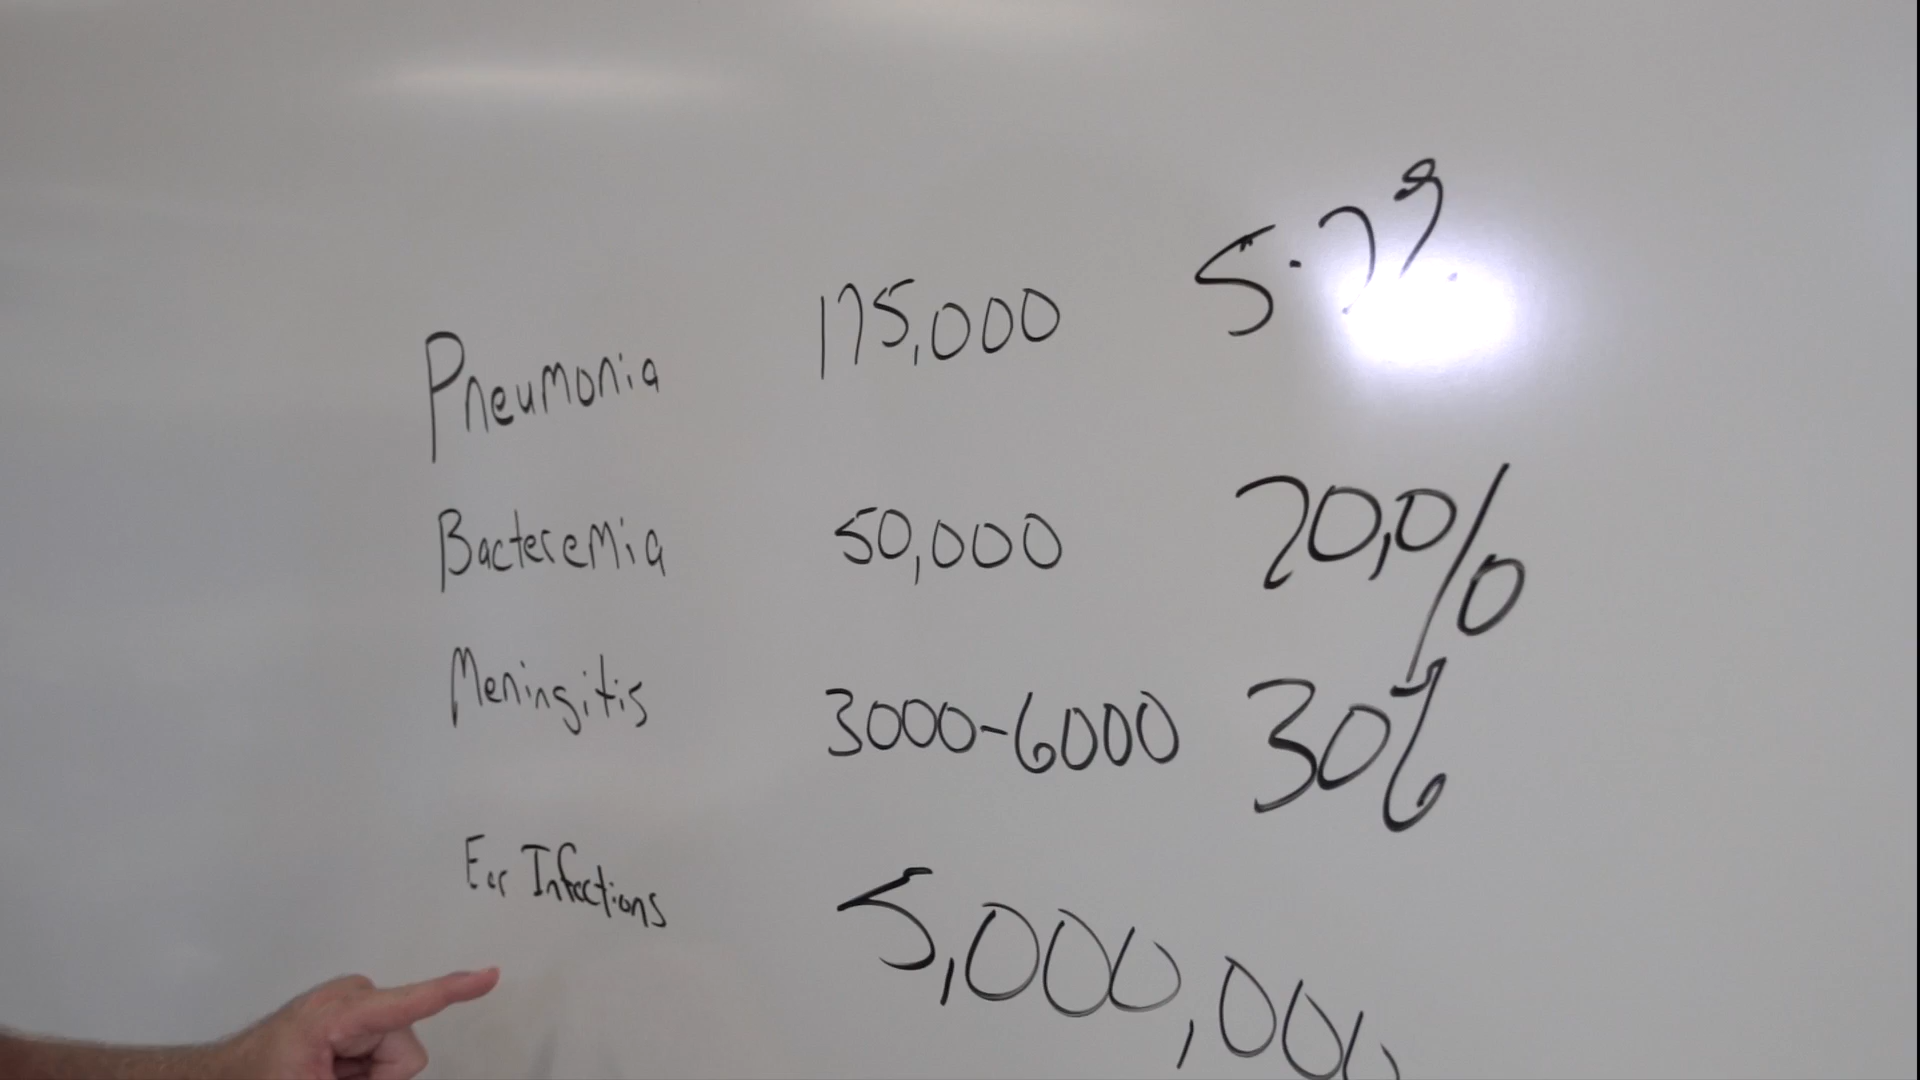 Pneumonia 175,000 5-7%
Bacteremia 50,000 20%
Meningitis 3000-6000 30%
Ear Infections 5,000,000